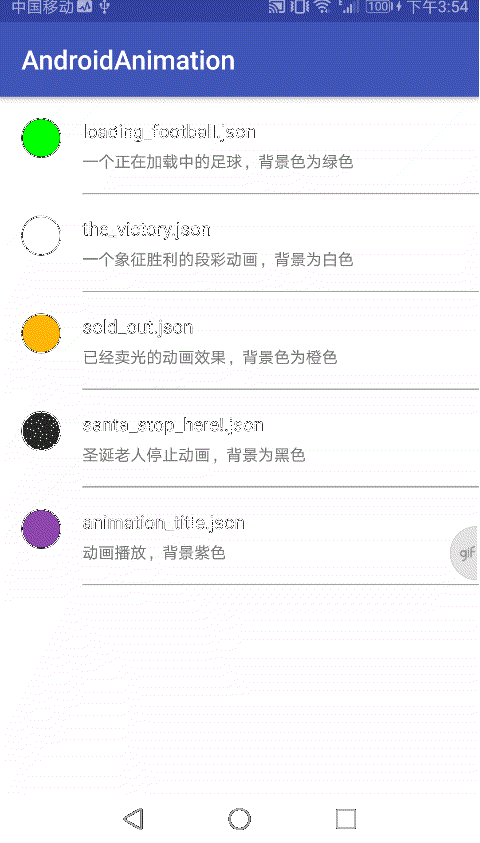 中国移动 100 下午3:54
AndroidAnimation
loading_football.json
一个正在加载中的足球，背景色为绿色
the_victory.json
一个象征胜利的段彩动画，背景为白色
sold_out.json
已经卖光的动画效果，背景色为橙色
santa_stop_here!.json
圣诞老人停止动画，背景为黑色
animation_title.json
动画播放，背景紫色
gif